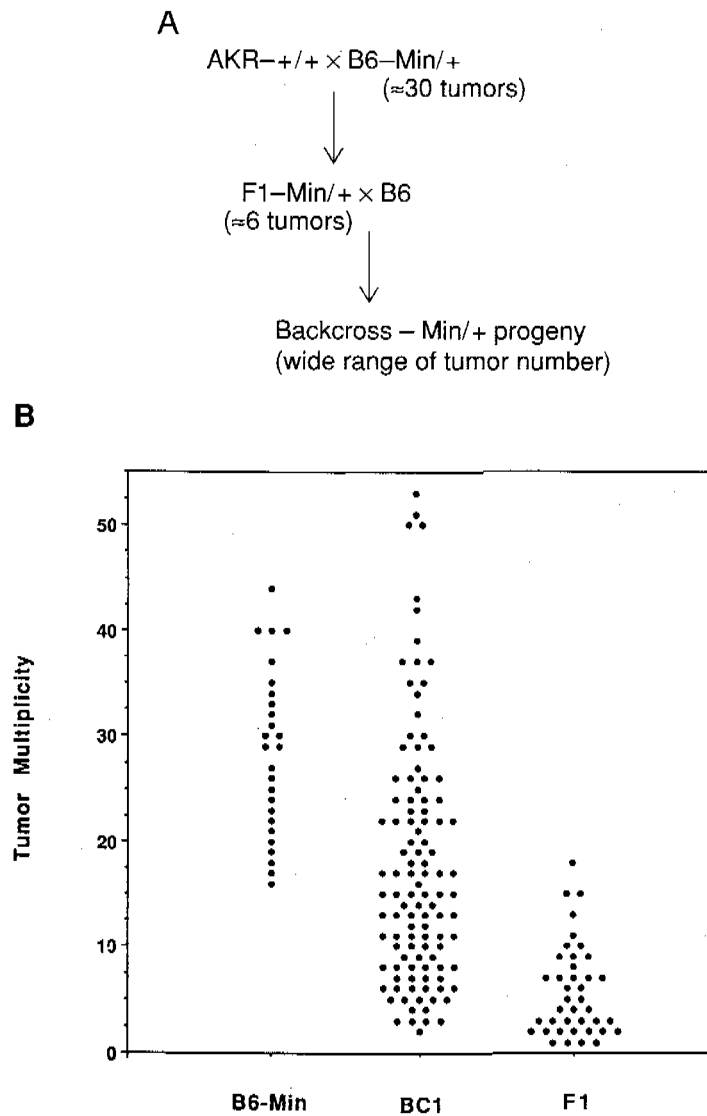 A
AKR–+/+ × B6–Min/+
(≈30 tumors)
F1–Min/+ × B6
(≈6 tumors)
Backcross – Min/+ progeny
(wide range of tumor number)
B
50
40
30
20
10
0
Tumor Multiplicity
B6-Min BC1 F1